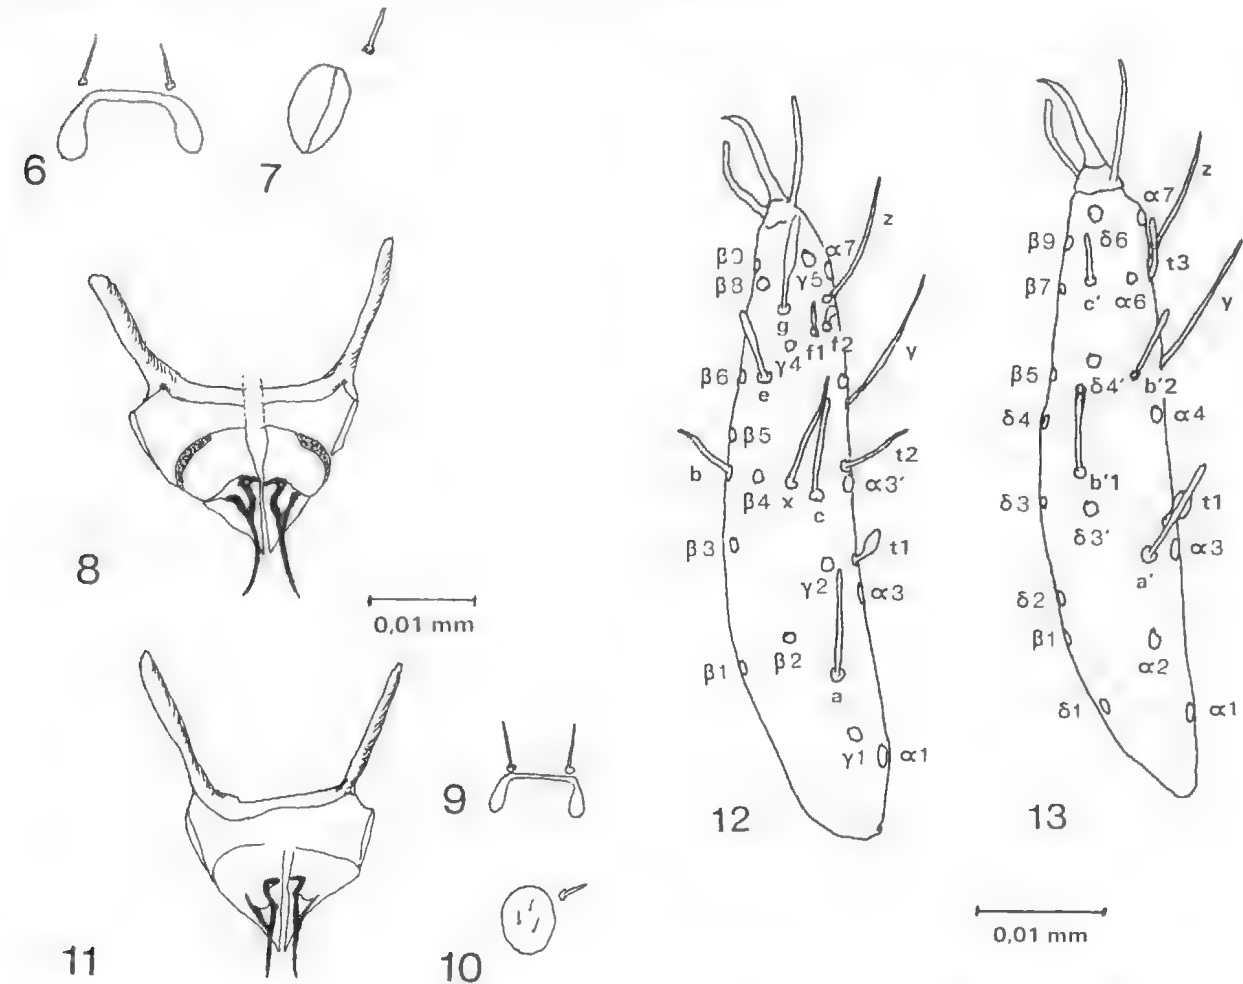 6
7
8
0,01 mm
9
10
11
z
α7
β9
γ5
β8
g
f1
f2
γ4
y
β6
e
β5
b
t2
β4
x
c
α3'
β3
t1
γ2
α3
β2
β1
a
γ1
α1
12
z
α7
β9
δ6
t3
β7
c'
α6
y
β5
δ4'
b'2
δ4
α4
b'1
δ3
δ3'
t1
a'
α3
δ2
β1
α2
δ1
α1
13
0,01 mm